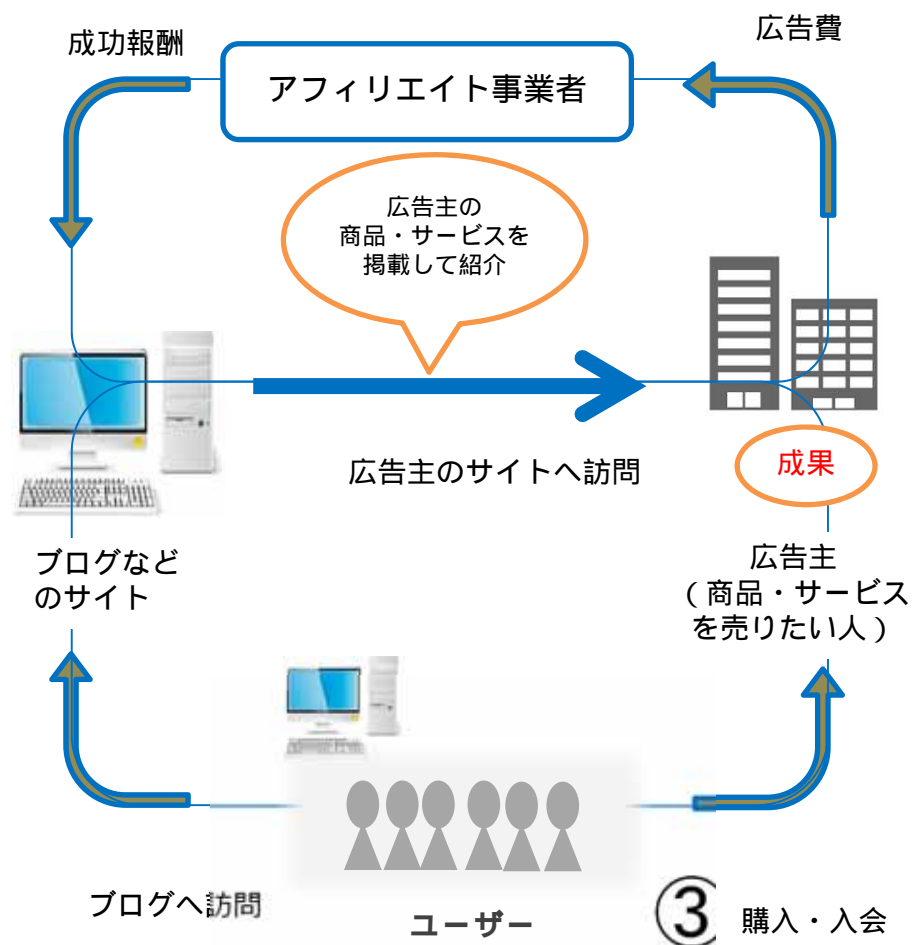 成功報酬
広告費
アフィリエイト事業者
広告主の
商品・サービスを
掲載して紹介
広告主のサイトへ訪問
成果
ブログなど
のサイト
広告主
(商品・サービス
を売りたい人)
ブログへ訪問
ユーザー
③
購入・入会